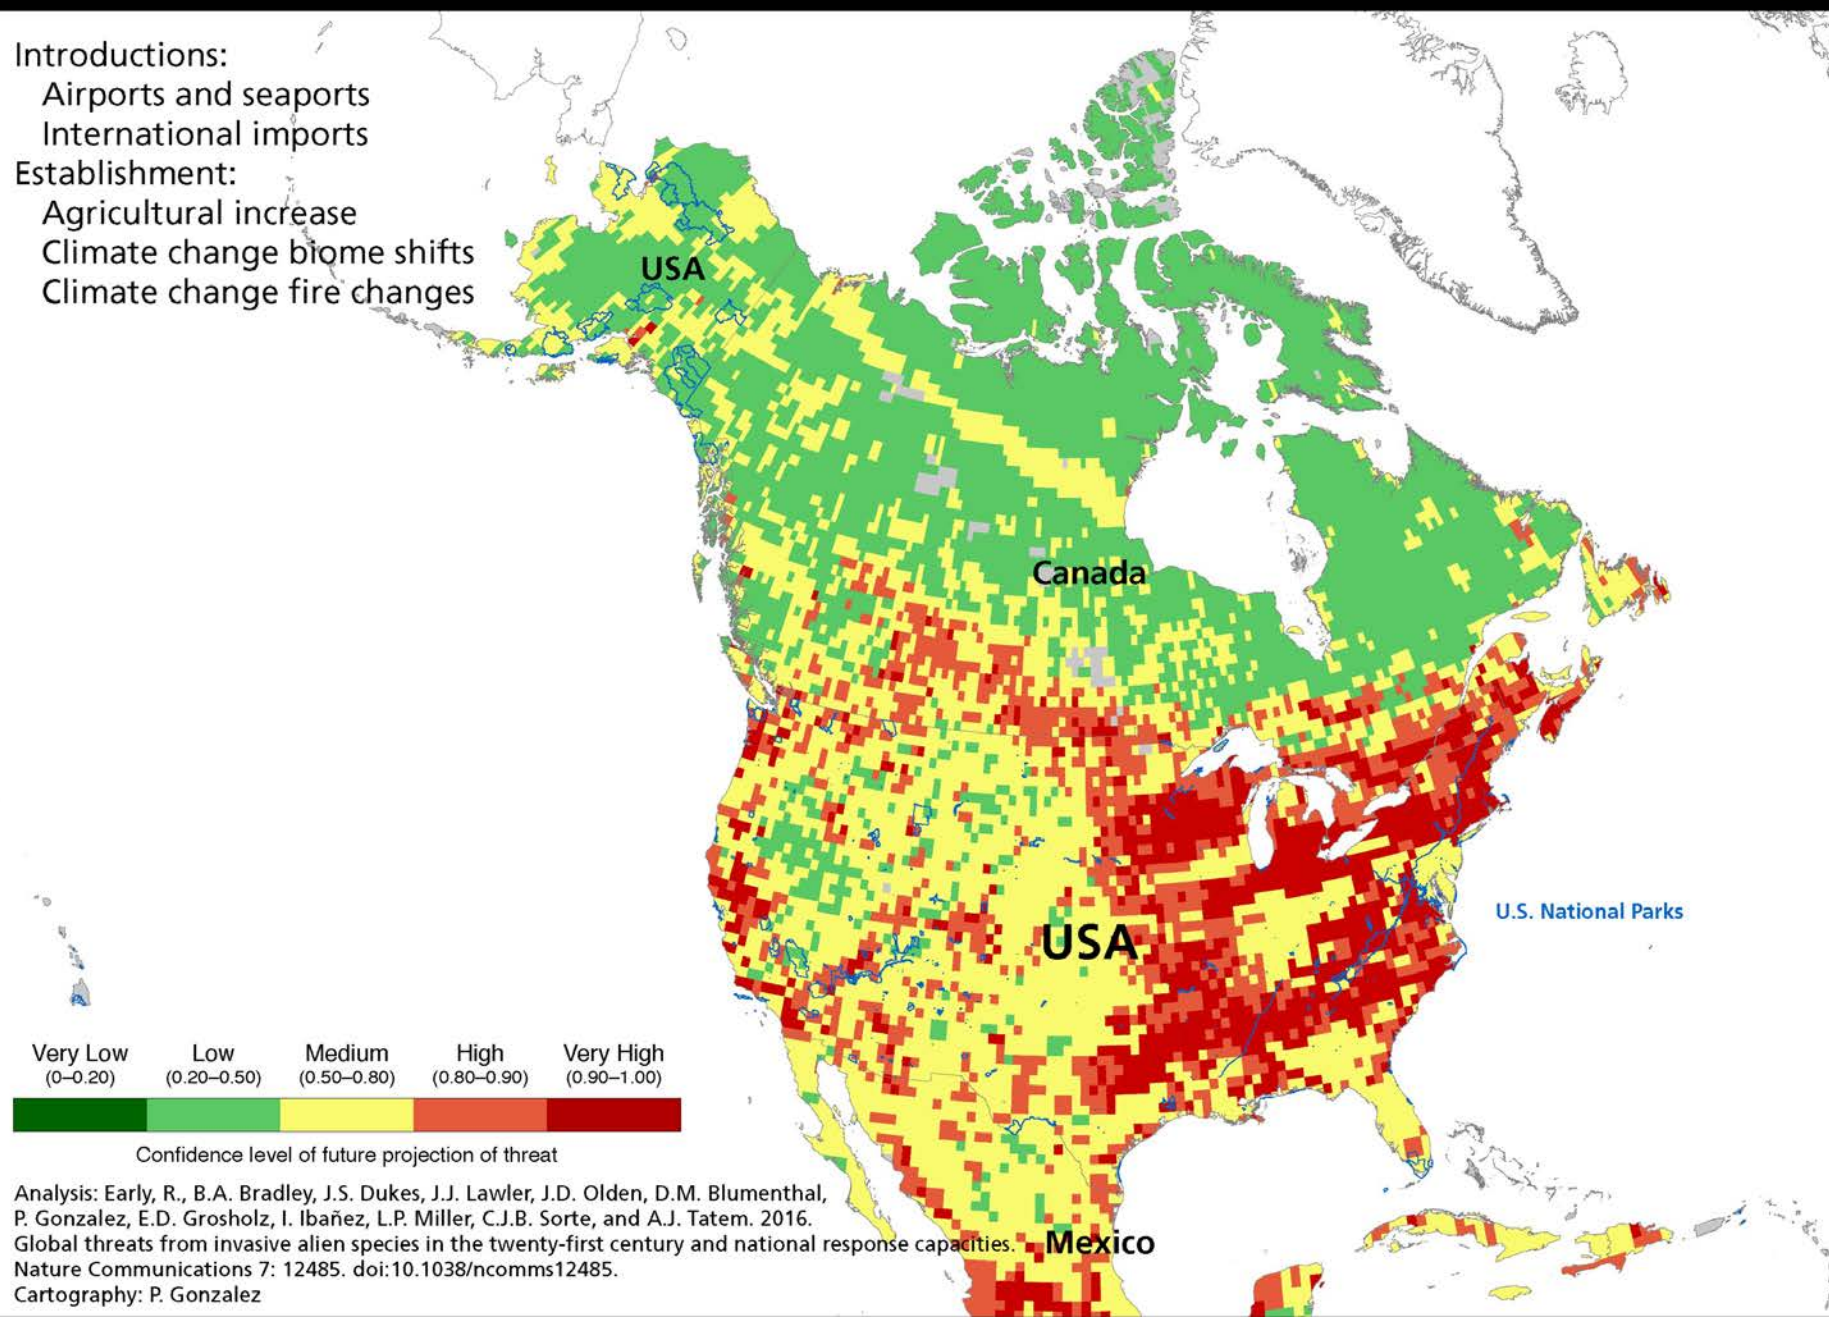 Introductions:
Airports and seaports
International imports
Establishment:
Agricultural increase
Climate change biome shifts
Climate change fire changes
USA
Canada
USA
U.S. National Parks
Mexico
Very Low Low Medium High Very High
(0–0.20) (0.20–0.50) (0.50–0.80) (0.80–0.90) (0.90–1.00)
Confidence level of future projection of threat
Analysis: Early, R., B.A. Bradley, J.S. Dukes, J.J. Lawler, J.D. Olden, D.M. Blumenthal,
P. Gonzalez, E.D. Grosholz, I. Ibañez, L.P. Miller, C.J.B. Sorte, and A.J. Tatem. 2016.
Global threats from invasive alien species in the twenty-first century and national response capacities.
Nature Communications 7: 12485. doi:10.1038/ncomms12485.
Cartography: P. Gonzalez